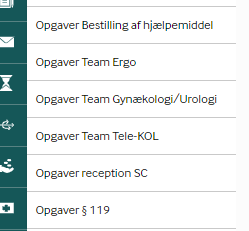 Opgaver Bestilling af hjælpemiddel
Opgaver Team Ergo
Opgaver Team Gynækologi/Urologi
Opgaver Team Tele-KOL
Opgaver reception SC
Opgaver § 119